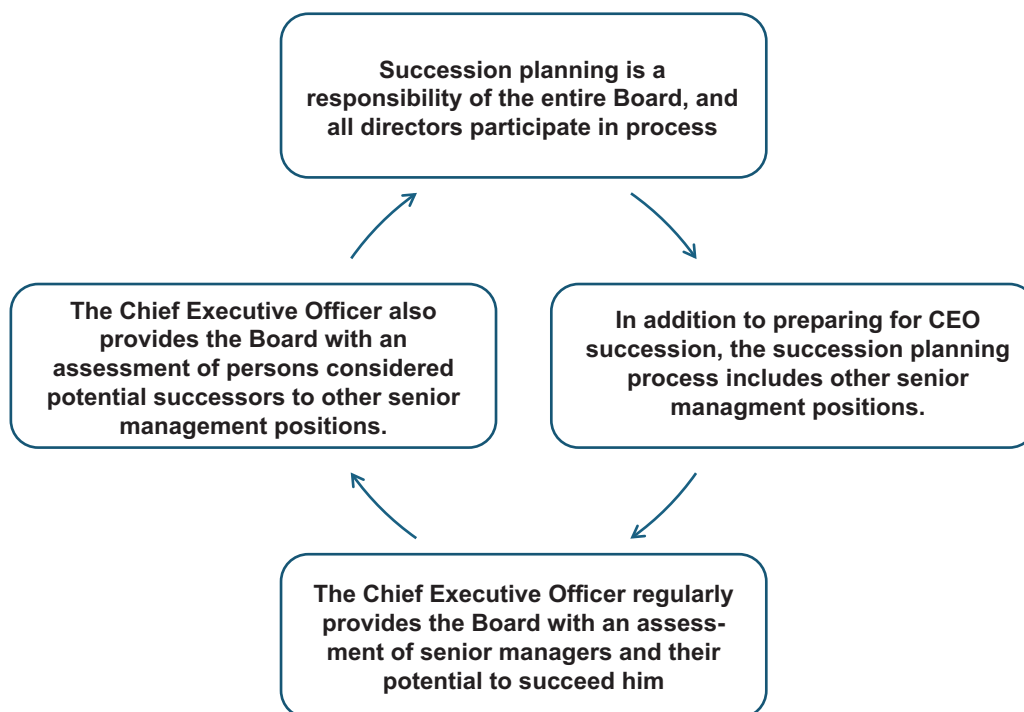 Succession planning is a
responsibility of the entire Board, and
all directors participate in process
In addition to preparing for CEO
succession, the succession planning
process includes other senior
managment positions.
The Chief Executive Officer regularly
provides the Board with an assess-
ment of senior managers and their
potential to succeed him
The Chief Executive Officer also
provides the Board with an
assessment of persons considered
potential successors to other senior
management positions.